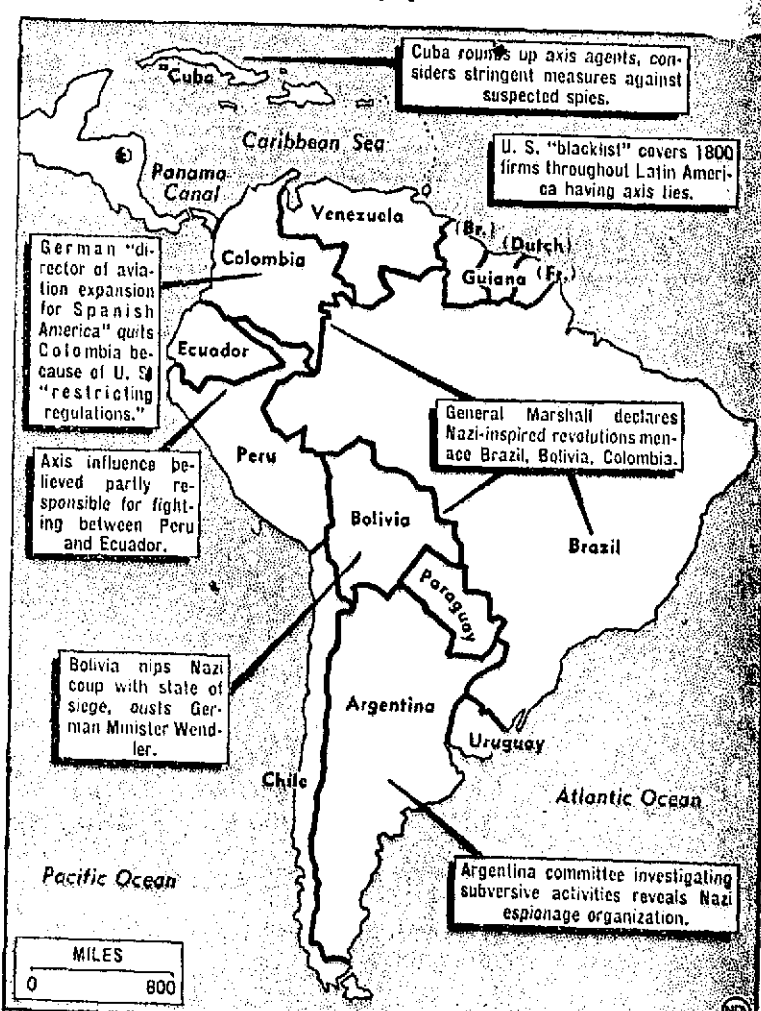 Cuba rounds up axis agents, con-
siders stringent measures against
suspected spies.
Cuba
Caribbean Sea
U. S. "blacklist" covers 1800
firms throughout Latin Ameri-
ca having axis ties.
Panama
Canal
Venezuela
(Br.)
(Dutch)
Guiana
(Fr.)
Colombia
German "di-
rector of avia-
tion expansion
for Spanish
America" quits
Colombia be-
cause of U. S.
"restricting
regulations."
Ecuador
General Marshall declares
Nazi-inspired revolutions men-
ace Brazil, Bolivia, Colombia.
Peru
Axis influence be-
lieved partly re-
sponsible for fight-
ing between Peru
and Ecuador.
Bolivia
Brazil
Paraguay
Bolivia nips Nazi
coup with state of
siege, ousts Ger-
man Minister Wend-
ler.
Argentina
Uruguay
Chile
Atlantic Ocean
Pacific Ocean
Argentina committee investigating
subversive activities reveals Nazi
espionage organization.
MILES
0 800